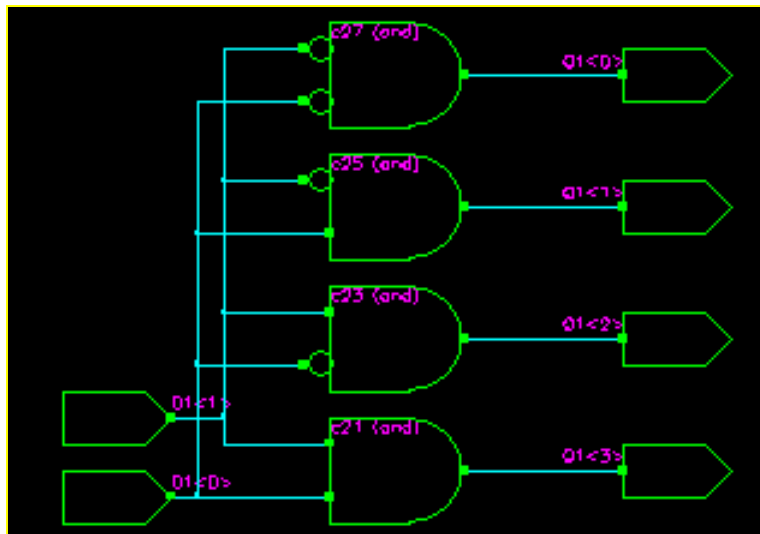 c27 (and)
Q1<0>
c25 (and)
Q1<1>
c23 (and)
Q1<2>
D1<1>
c21 (and)
Q1<3>
D1<0>